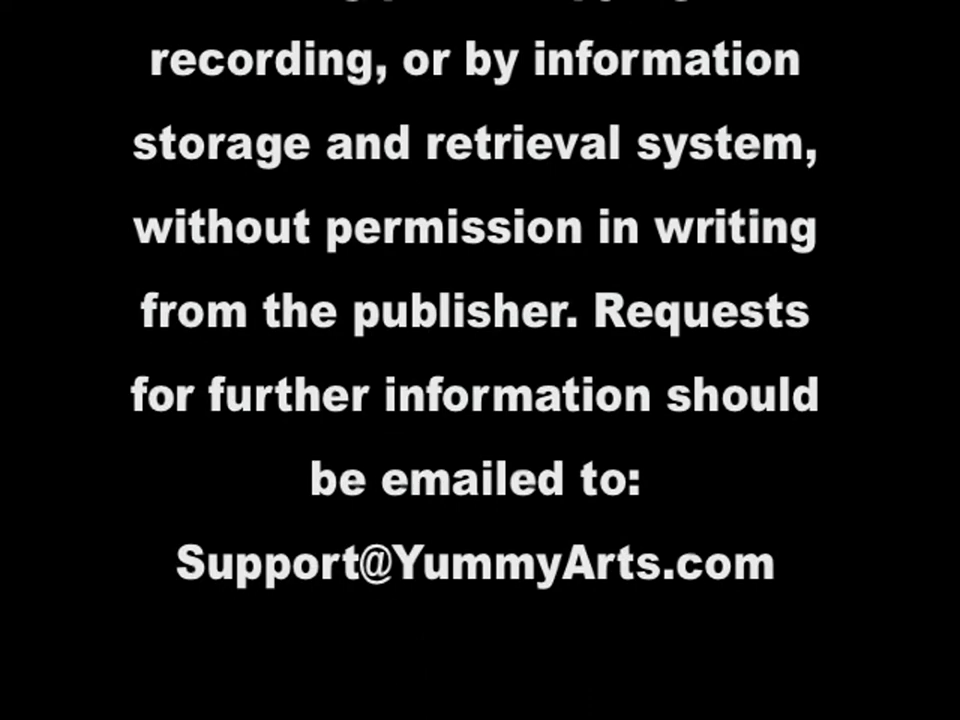 recording, or by information
storage and retrieval system,
without permission in writing
from the publisher. Requests
for further information should
be emailed to:
Support@YummyArts.com